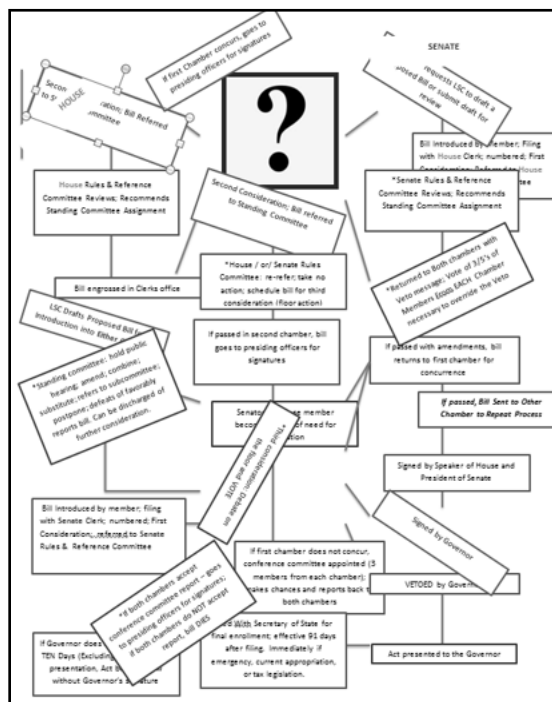 If first Chamber concurs, goes to
presiding officers for signatures
SENATE
requests LSC to draft a
Bill or submit draft for
review
HOUSE
Bill Referred
?
Bill Introduced by member; Filing
with House Clerk; numbered; First
Consideration; Referred to House
House Rules & Reference
Committee Reviews; Recommends
Standing Committee Assignment
Second Consideration; Bill referred
to Standing Committee
*Senate Rules & Reference
Committee Reviews; Recommends
Standing Committee Assignment
Bill engrossed in Clerks office
*House / or/ Senate Rules
Committee: re-refer; take no
action; schedule bill for third
consideration (floor action)
*Returned to Both chambers with
Veto message; Vote of 3/5's of
Members EACH Chamber
necessary to override the Veto
LSC Drafts Proposed Bill
introduction into Either
If passed in second chamber, bill
goes to presiding officers for
signatures
If passed with amendments, bill
returns to first chamber for
concurrence
*Standing committee: hold public
hearing; amend; combine;
substitute; refers to subcommittee;
postpone; defeats of favorably
reports bill. Can be discharged of
further consideration.
If passed, Bill Sent to Other
Chamber to Repeat Process
member
of need for
*Third consideration: Debate on
the floor and VOTE
Signed by Speaker of House and
President of Senate
Bill Introduced by member; filing
with Senate Clerk; numbered; First
Consideration; referred to Senate
Rules & Reference Committee
Signed by Governor
If first chamber does not concur,
conference committee appointed (3
members from each chamber);
makes chances and reports back
both chambers
VETOED by Governor
*If both chambers accept
conference committee report – goes
to presiding officers for signatures;
if both chambers do NOT accept
report, bill DIES
With Secretary of State for
final enrollment; effective 91 days
after filing. Immediately if
emergency, current appropriation,
or tax legislation.
If Governor does
TEN Days
presentation, Act
without Governor's signature
Act presented to the Governor